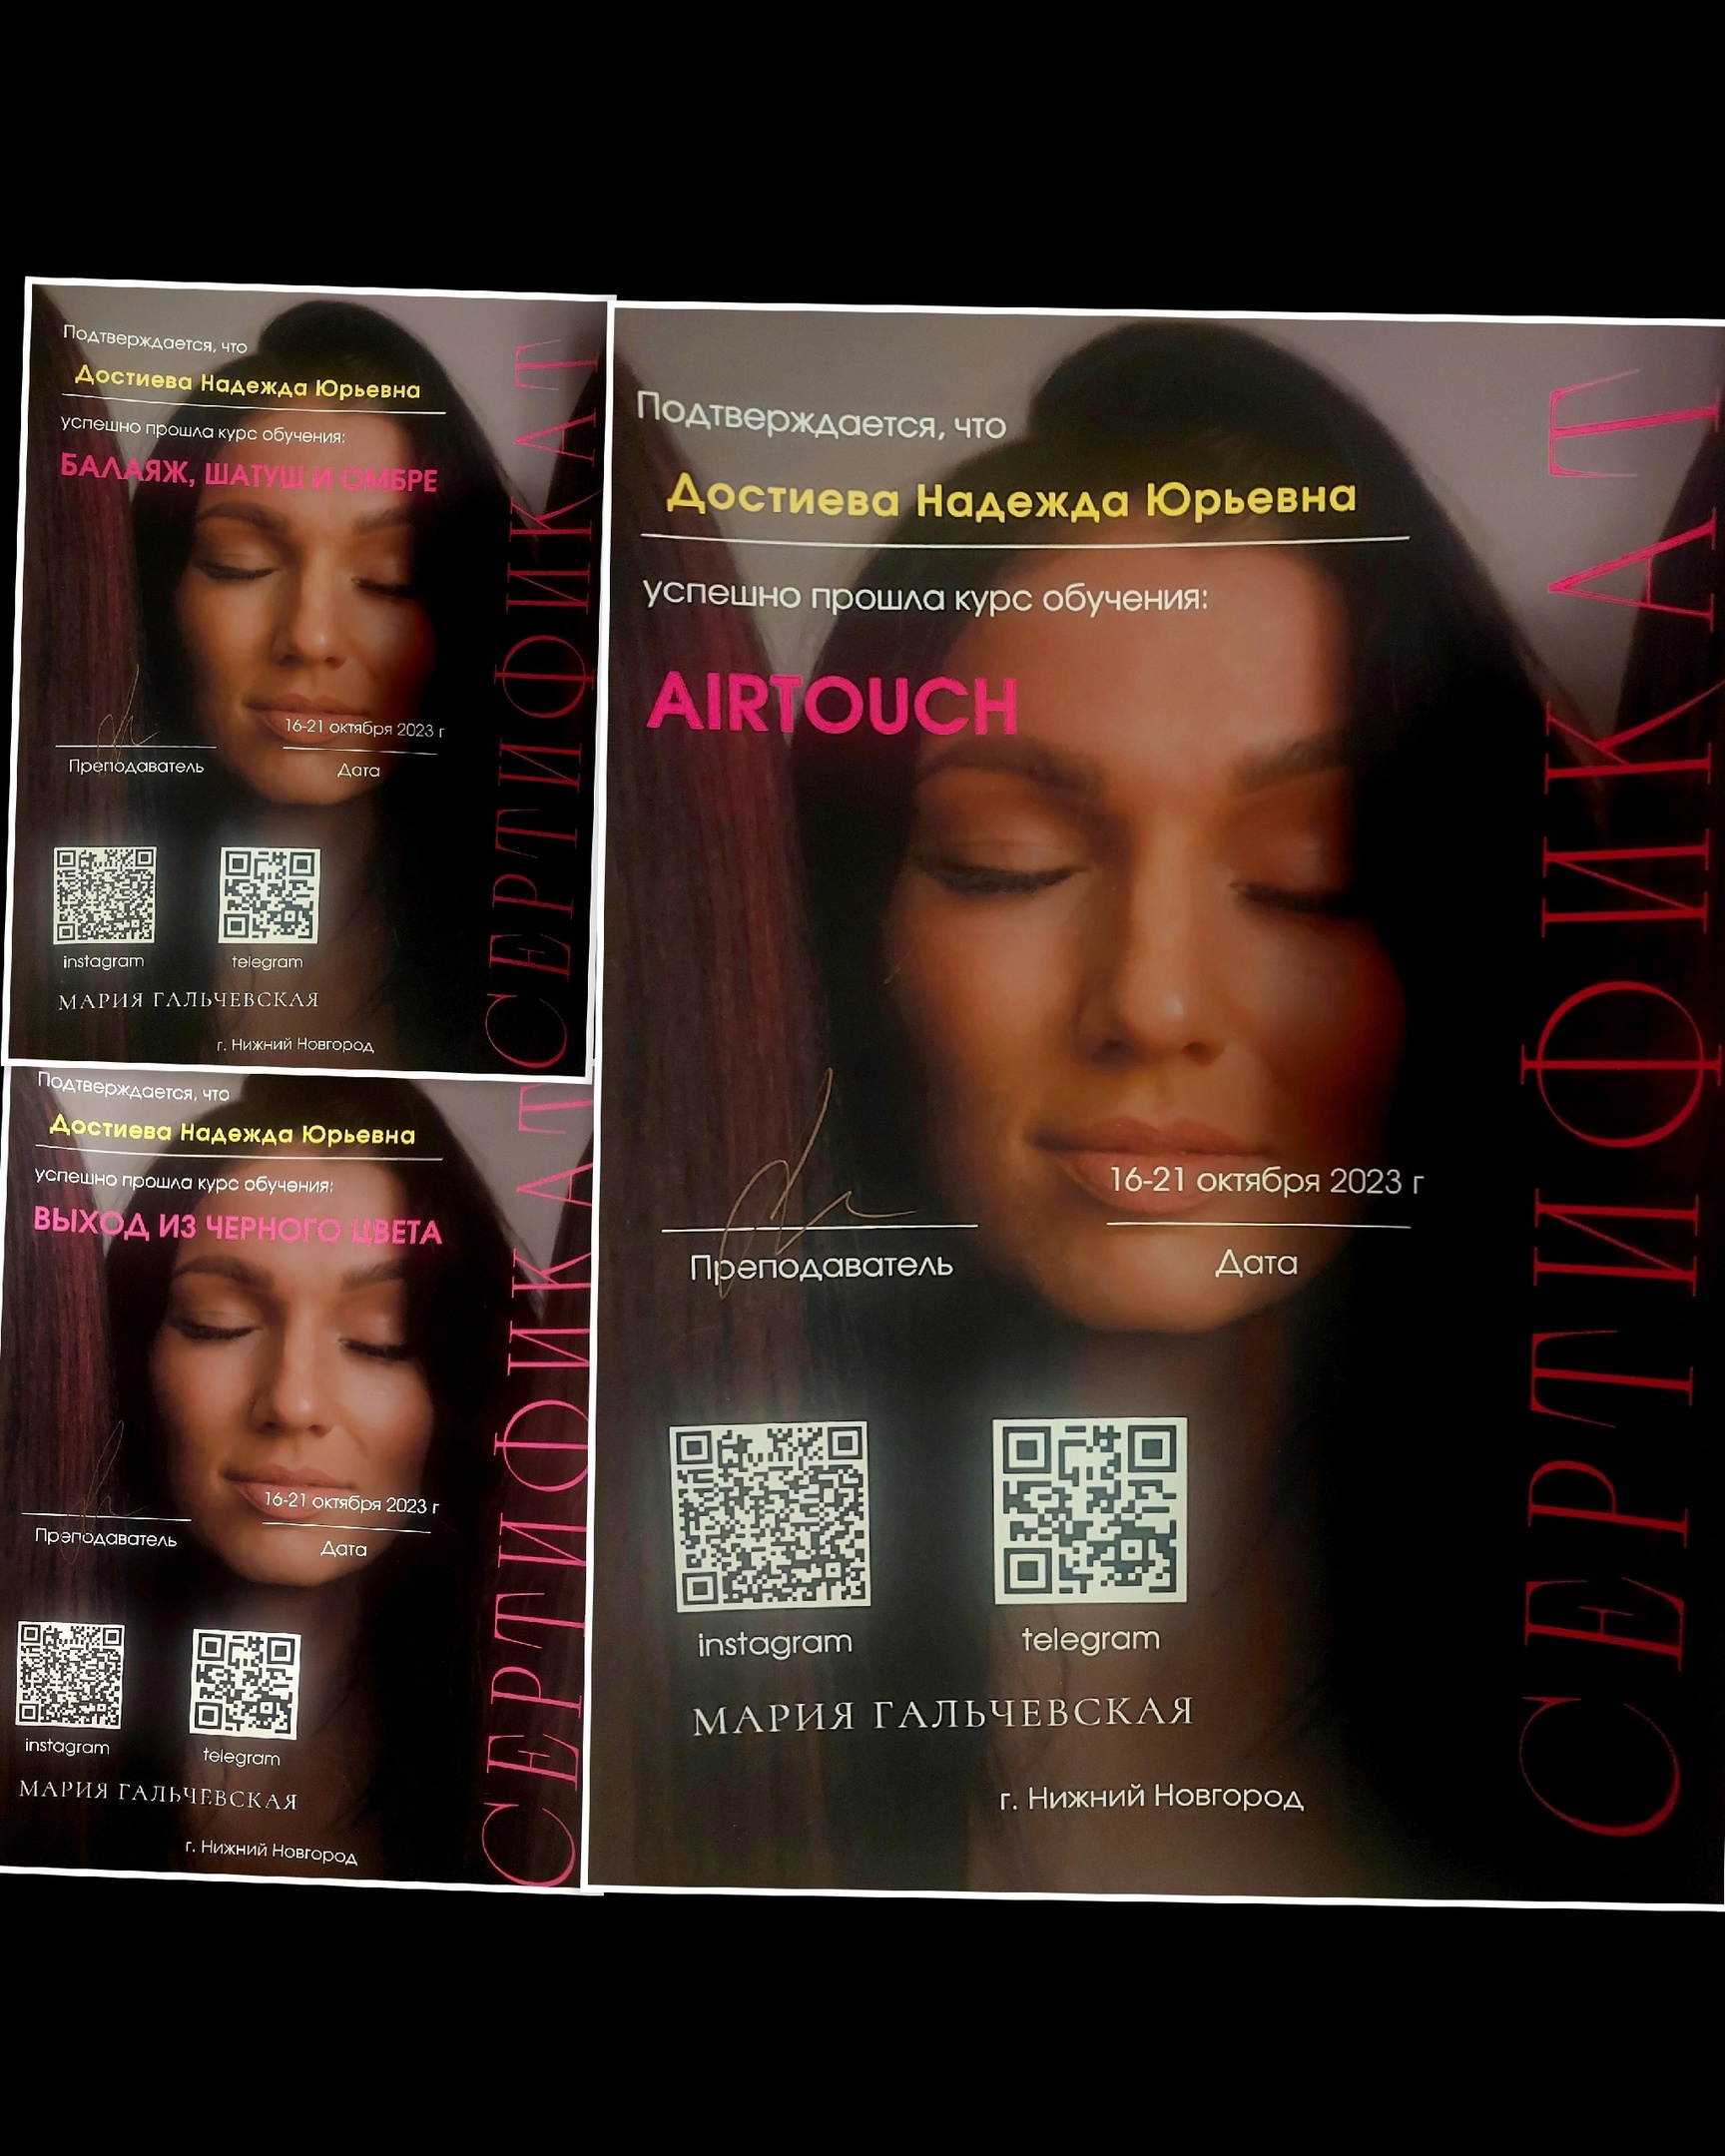 Подтверждается, что
Достиева Надежда Юрьевна
успешно прошла курс обучения:
БАЛАЯЖ, ШАТУШ И ОМБРЕ
16-21 октября 2023 г
Преподаватель
Дата
instagram
telegram
МАРИЯ ГАЛЬЧЕВСКАЯ
г. Нижний Новгород
СЕРТИФИКАТ
Подтверждается, что
Достиева Надежда Юрьевна
успешно прошла курс обучения:
ВЫХОД ИЗ ЧЕРНОГО ЦВЕТА
16-21 октября 2023 г
Преподаватель
Дата
instagram
telegram
МАРИЯ ГАЛЬЧЕВСКАЯ
г. Нижний Новгород
СЕРТИФИКАТ
Подтверждается, что
Достиева Надежда Юрьевна
успешно прошла курс обучения:
AIRTOUCH
16-21 октября 2023 г
Преподаватель
Дата
instagram
telegram
МАРИЯ ГАЛЬЧЕВСКАЯ
г. Нижний Новгород
СЕРТИФИКАТ